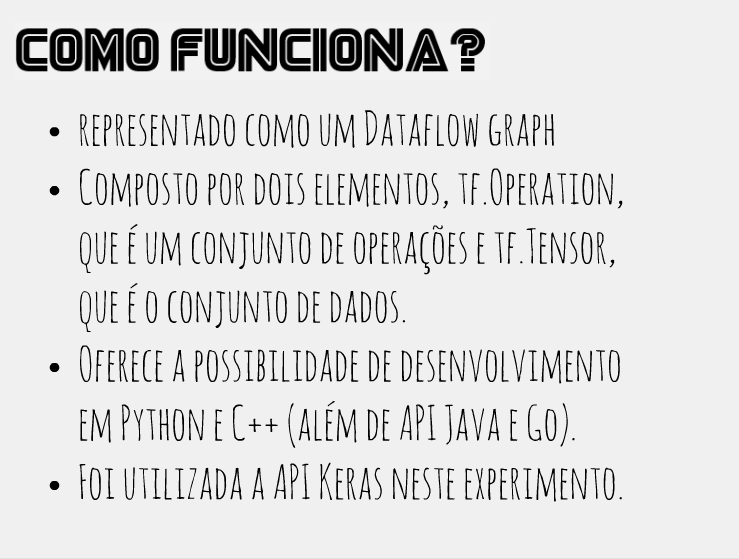 COMO FUNCIONA?
• REPRESENTADO COMO UM DATAFLOW GRAPH
• COMPOSTO POR DOIS ELEMENTOS, TF.OPERATION,
QUE É UM CONJUNTO DE OPERAÇÕES E TF.TENSOR,
QUE É O CONJUNTO DE DADOS.
• OFERECE A POSSIBILIDADE DE DESENVOLVIMENTO
EM PYTHON E C++ (ALÉM DE API JAVA E GO).
• FOI UTILIZADA A API KERAS NESTE EXPERIMENTO.